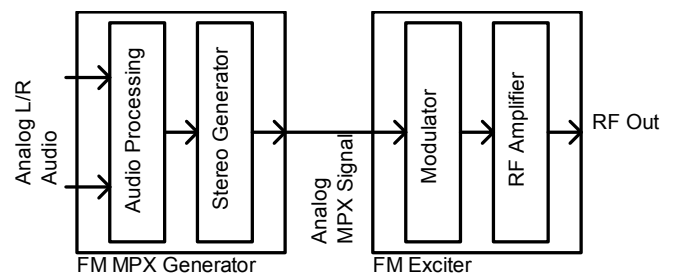 Analog L/R
Audio
Audio Processing
Stereo Generator
FM MPX Generator
Analog
MPX Signal
Modulator
RF Amplifier
FM Exciter
RF Out